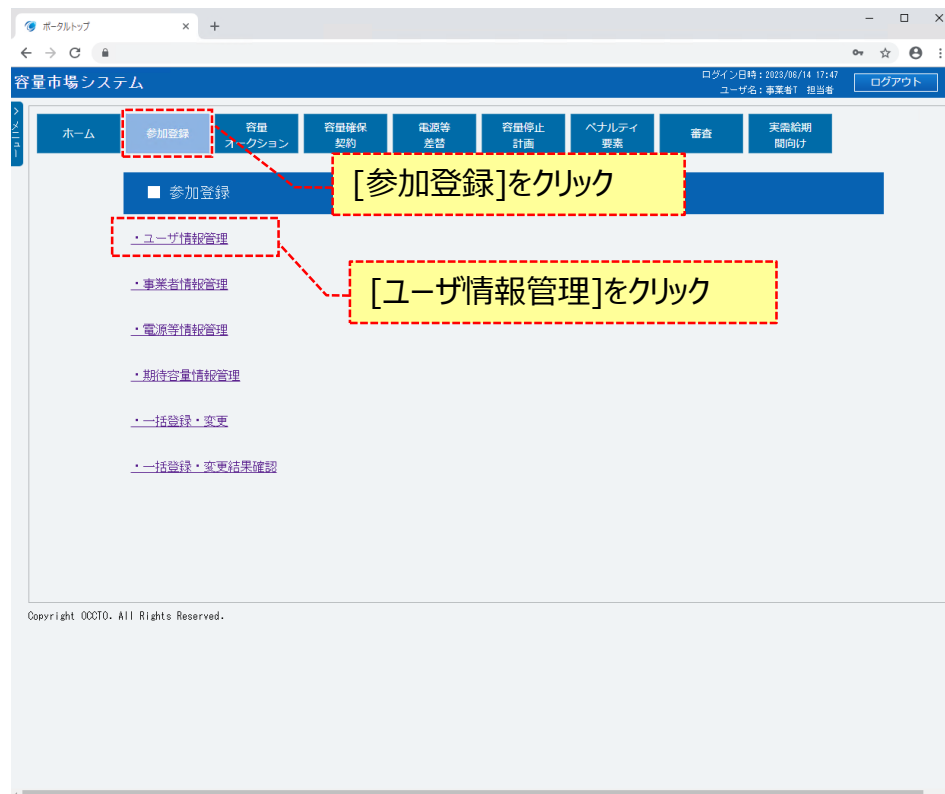 ポータルトップ
容量市場システム
ログイン日時:2023/06/14 17:47
ユーザ名:事業者T 担当者
ログアウト
> メニュー
ホーム
参加登録
容量
オークション
容量確保
契約
電源等
差替
容量停止
計画
ペナルティ
要素
審査
実需給期
間向け
[参加登録]をクリック
■ 参加登録
・ユーザ情報管理
[ユーザ情報管理]をクリック
・事業者情報管理
・電源等情報管理
・期待容量情報管理
・一括登録・変更
・一括登録・変更結果確認
Copyright OCCTO. All Rights Reserved.